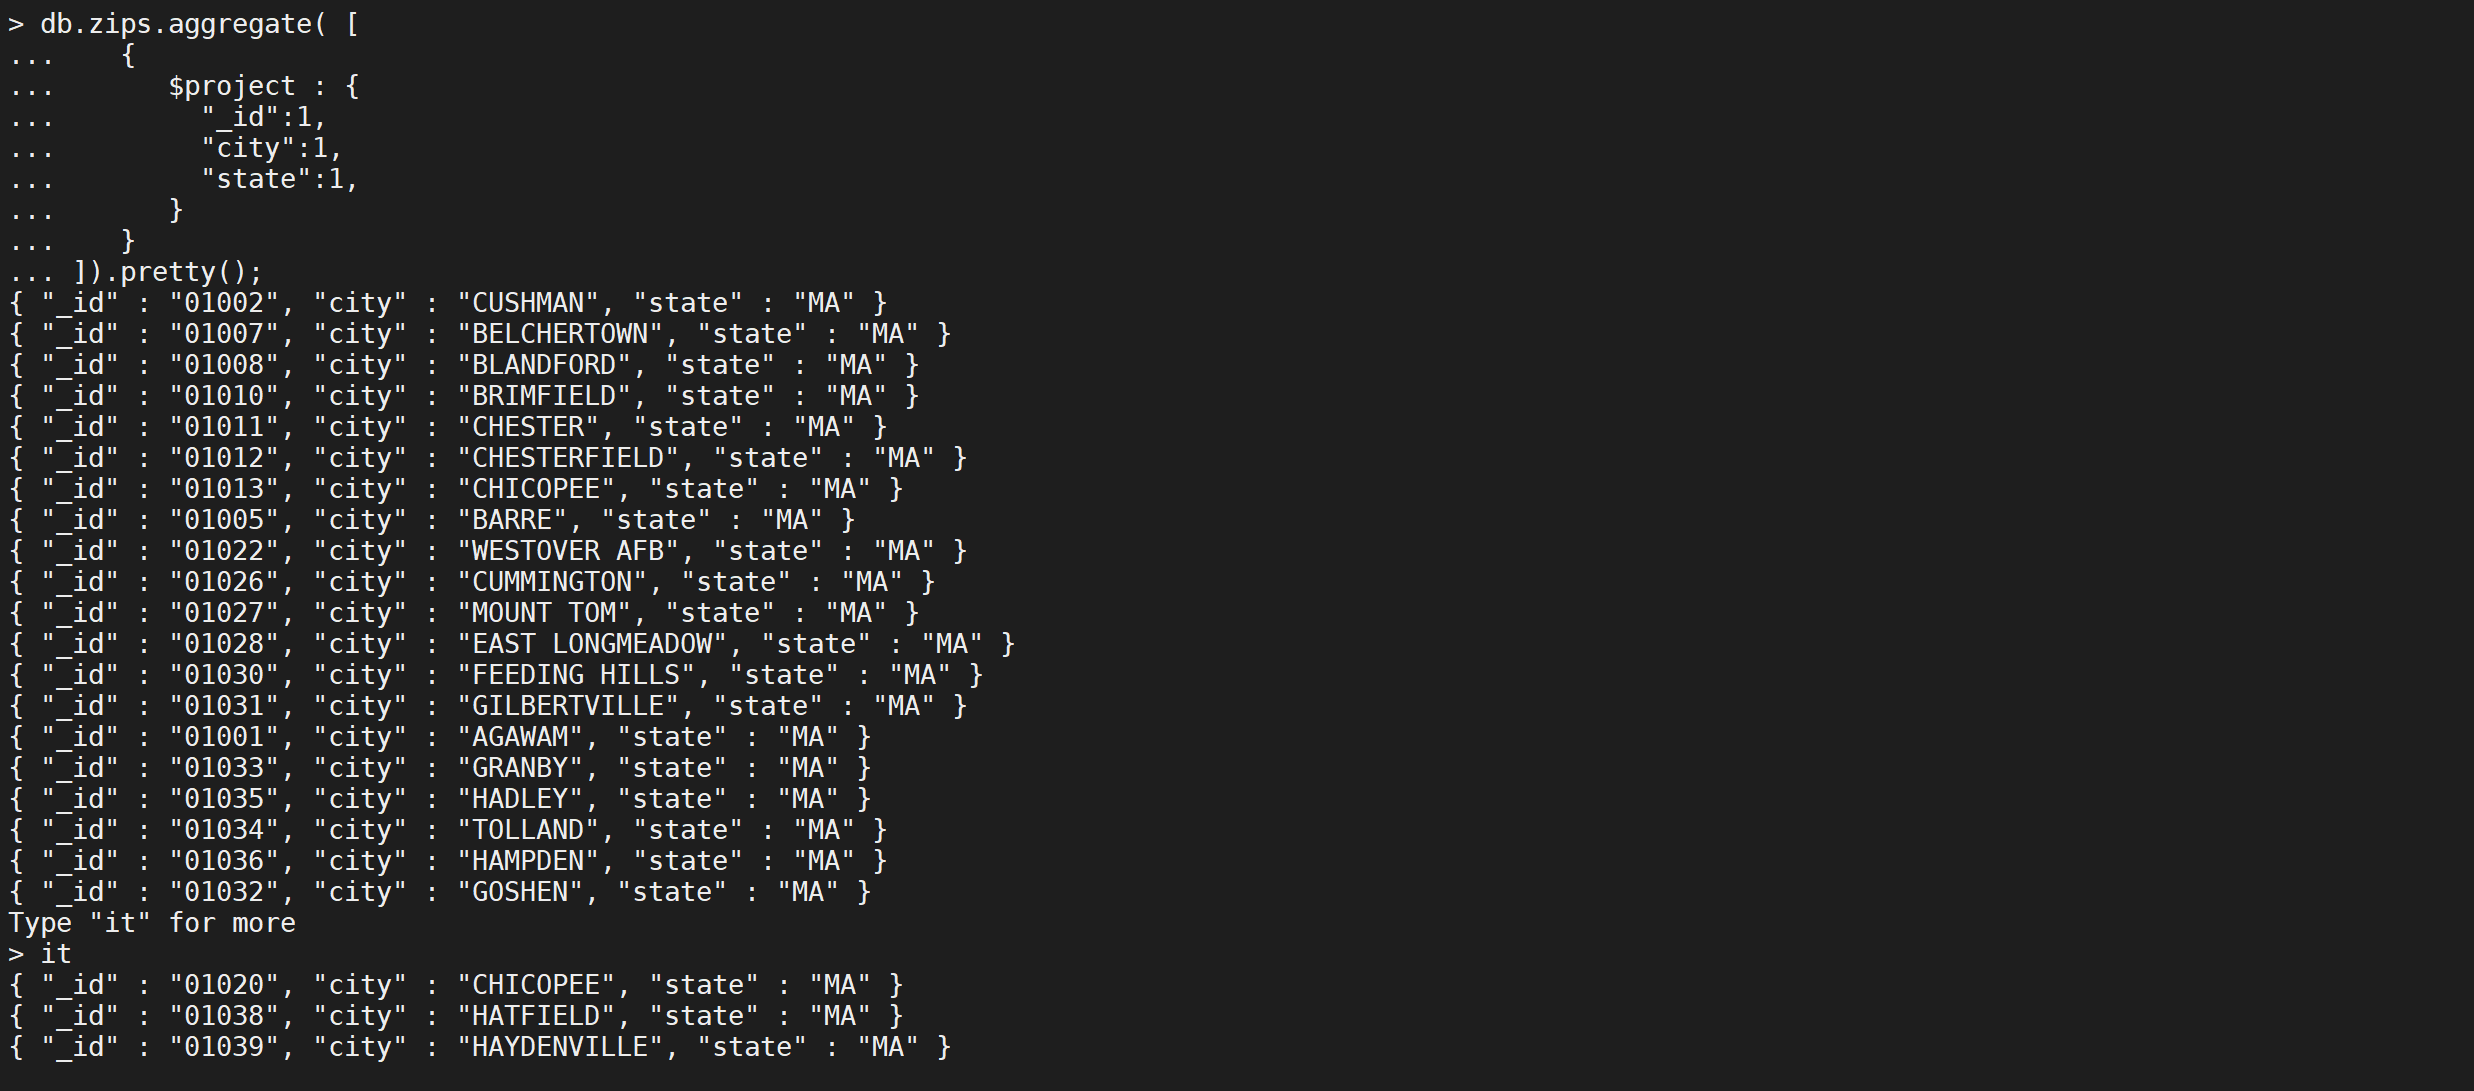 > db.zips.aggregate( [
...    {
...       $project : {
...         "_id":1,
...         "city":1,
...         "state":1,
...       }
...    }
... ]).pretty();
{ "_id" : "01002", "city" : "CUSHMAN", "state" : "MA" }
{ "_id" : "01007", "city" : "BELCHERTOWN", "state" : "MA" }
{ "_id" : "01008", "city" : "BLANDFORD", "state" : "MA" }
{ "_id" : "01010", "city" : "BRIMFIELD", "state" : "MA" }
{ "_id" : "01011", "city" : "CHESTER", "state" : "MA" }
{ "_id" : "01012", "city" : "CHESTERFIELD", "state" : "MA" }
{ "_id" : "01013", "city" : "CHICOPEE", "state" : "MA" }
{ "_id" : "01005", "city" : "BARRE", "state" : "MA" }
{ "_id" : "01022", "city" : "WESTOVER AFB", "state" : "MA" }
{ "_id" : "01026", "city" : "CUMMINGTON", "state" : "MA" }
{ "_id" : "01027", "city" : "MOUNT TOM", "state" : "MA" }
{ "_id" : "01028", "city" : "EAST LONGMEADOW", "state" : "MA" }
{ "_id" : "01030", "city" : "FEEDING HILLS", "state" : "MA" }
{ "_id" : "01031", "city" : "GILBERTVILLE", "state" : "MA" }
{ "_id" : "01001", "city" : "AGAWAM", "state" : "MA" }
{ "_id" : "01033", "city" : "GRANBY", "state" : "MA" }
{ "_id" : "01035", "city" : "HADLEY", "state" : "MA" }
{ "_id" : "01034", "city" : "TOLLAND", "state" : "MA" }
{ "_id" : "01036", "city" : "HAMPDEN", "state" : "MA" }
{ "_id" : "01032", "city" : "GOSHEN", "state" : "MA" }
Type "it" for more
> it
{ "_id" : "01020", "city" : "CHICOPEE", "state" : "MA" }
{ "_id" : "01038", "city" : "HATFIELD", "state" : "MA" }
{ "_id" : "01039", "city" : "HAYDENVILLE", "state" : "MA" }